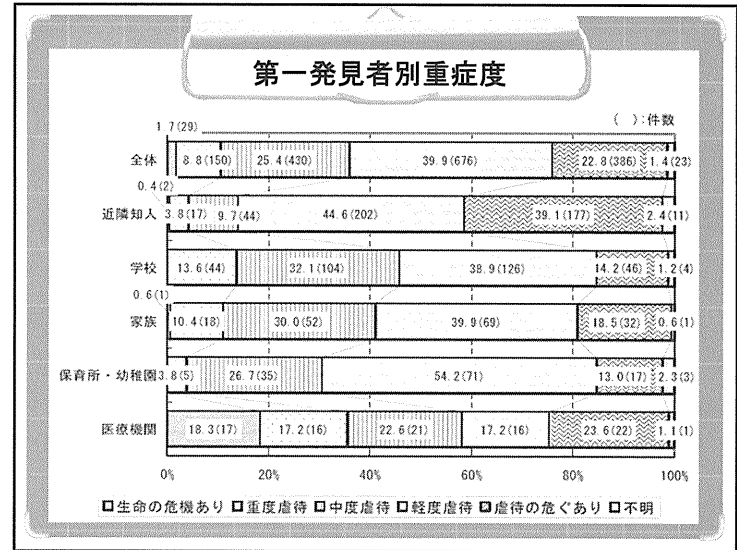 第一発見者別重症度
( ):件数
1.7(29)
全体 8.8(150) 25.4(430) 39.9(676) 22.8(386) 1.4(23)
0.4(2)
近隣知人 3.8(17) 9.7(44) 44.6(202) 39.1(177) 2.4(11)
学校 13.6(44) 32.1(104) 38.9(126) 14.2(46) 1.2(4)
0.6(1)
家族 10.4(18) 30.0(52) 39.9(69) 18.5(32) 0.6(1)
保育所・幼稚園 3.8(5) 26.7(35) 54.2(71) 13.0(17) 2.3(3)
医療機関 18.3(17) 17.2(16) 22.6(21) 17.2(16) 23.6(22) 1.1(1)
0% 20% 40% 60% 80% 100%
生命の危機あり 重度虐待 中度虐待 軽度虐待 虐待の危ぐあり 不明